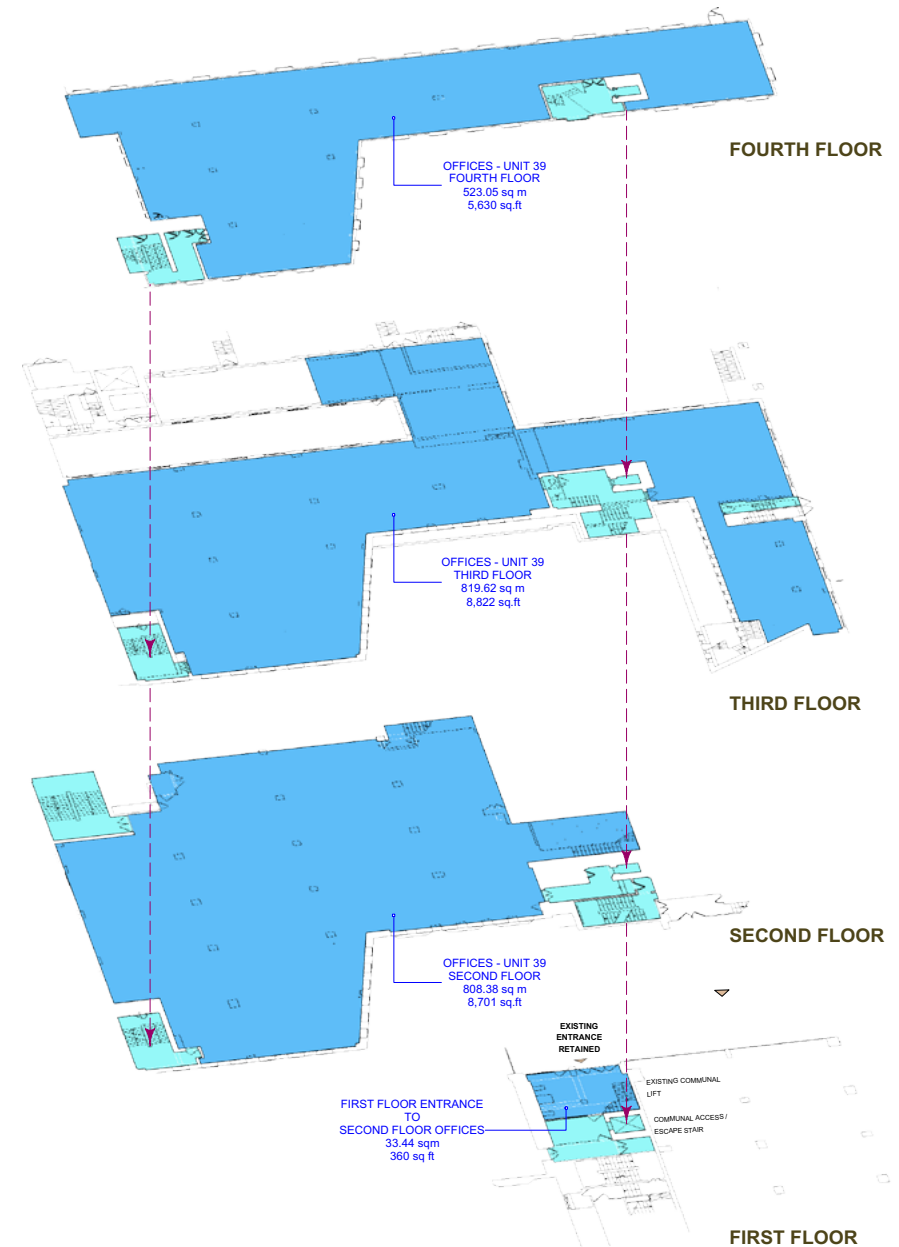 FOURTH FLOOR
OFFICES - UNIT 39
FOURTH FLOOR
523.05 sq m
5,630 sq.ft
OFFICES - UNIT 39
THIRD FLOOR
819.62 sq m
8,822 sq.ft
THIRD FLOOR
SECOND FLOOR
OFFICES - UNIT 39
SECOND FLOOR
808.38 sq m
8,701 sq.ft
EXISTING
ENTRANCE
RETAINED
EXISTING COMMUNAL
LIFT
FIRST FLOOR ENTRANCE
TO
SECOND FLOOR OFFICES
33.44 sqm
360 sq ft
COMMUNAL ACCESS /
ESCAPE STAIR
FIRST FLOOR